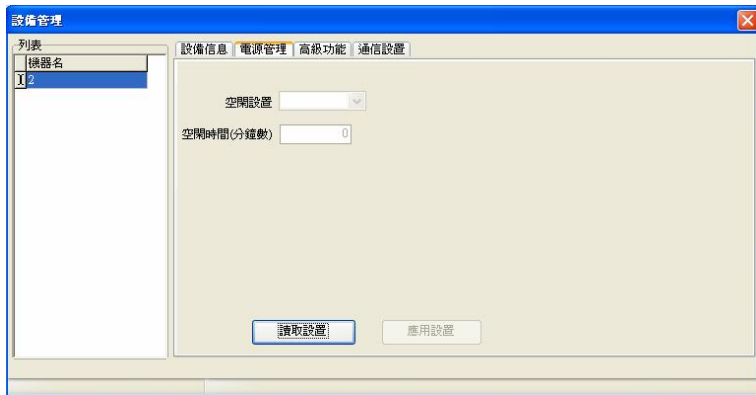 設備管理
列表
機器名
2
設備信息 電源管理 高級功能 通信設置
空閑設置
空閑時間(分鐘數) 0
讀取設置 應用設置